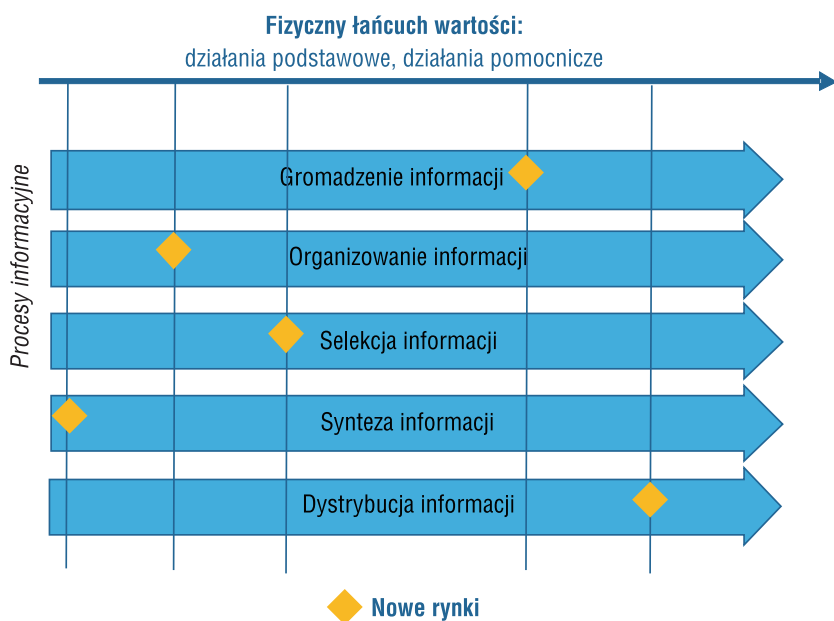 Fizyczny łańcuch wartości:
działania podstawowe, działania pomocnicze
Procesy informacyjne
Gromadzenie informacji
Organizowanie informacji
Selekcja informacji
Synteza informacji
Dystrybucja informacji
Nowe rynki